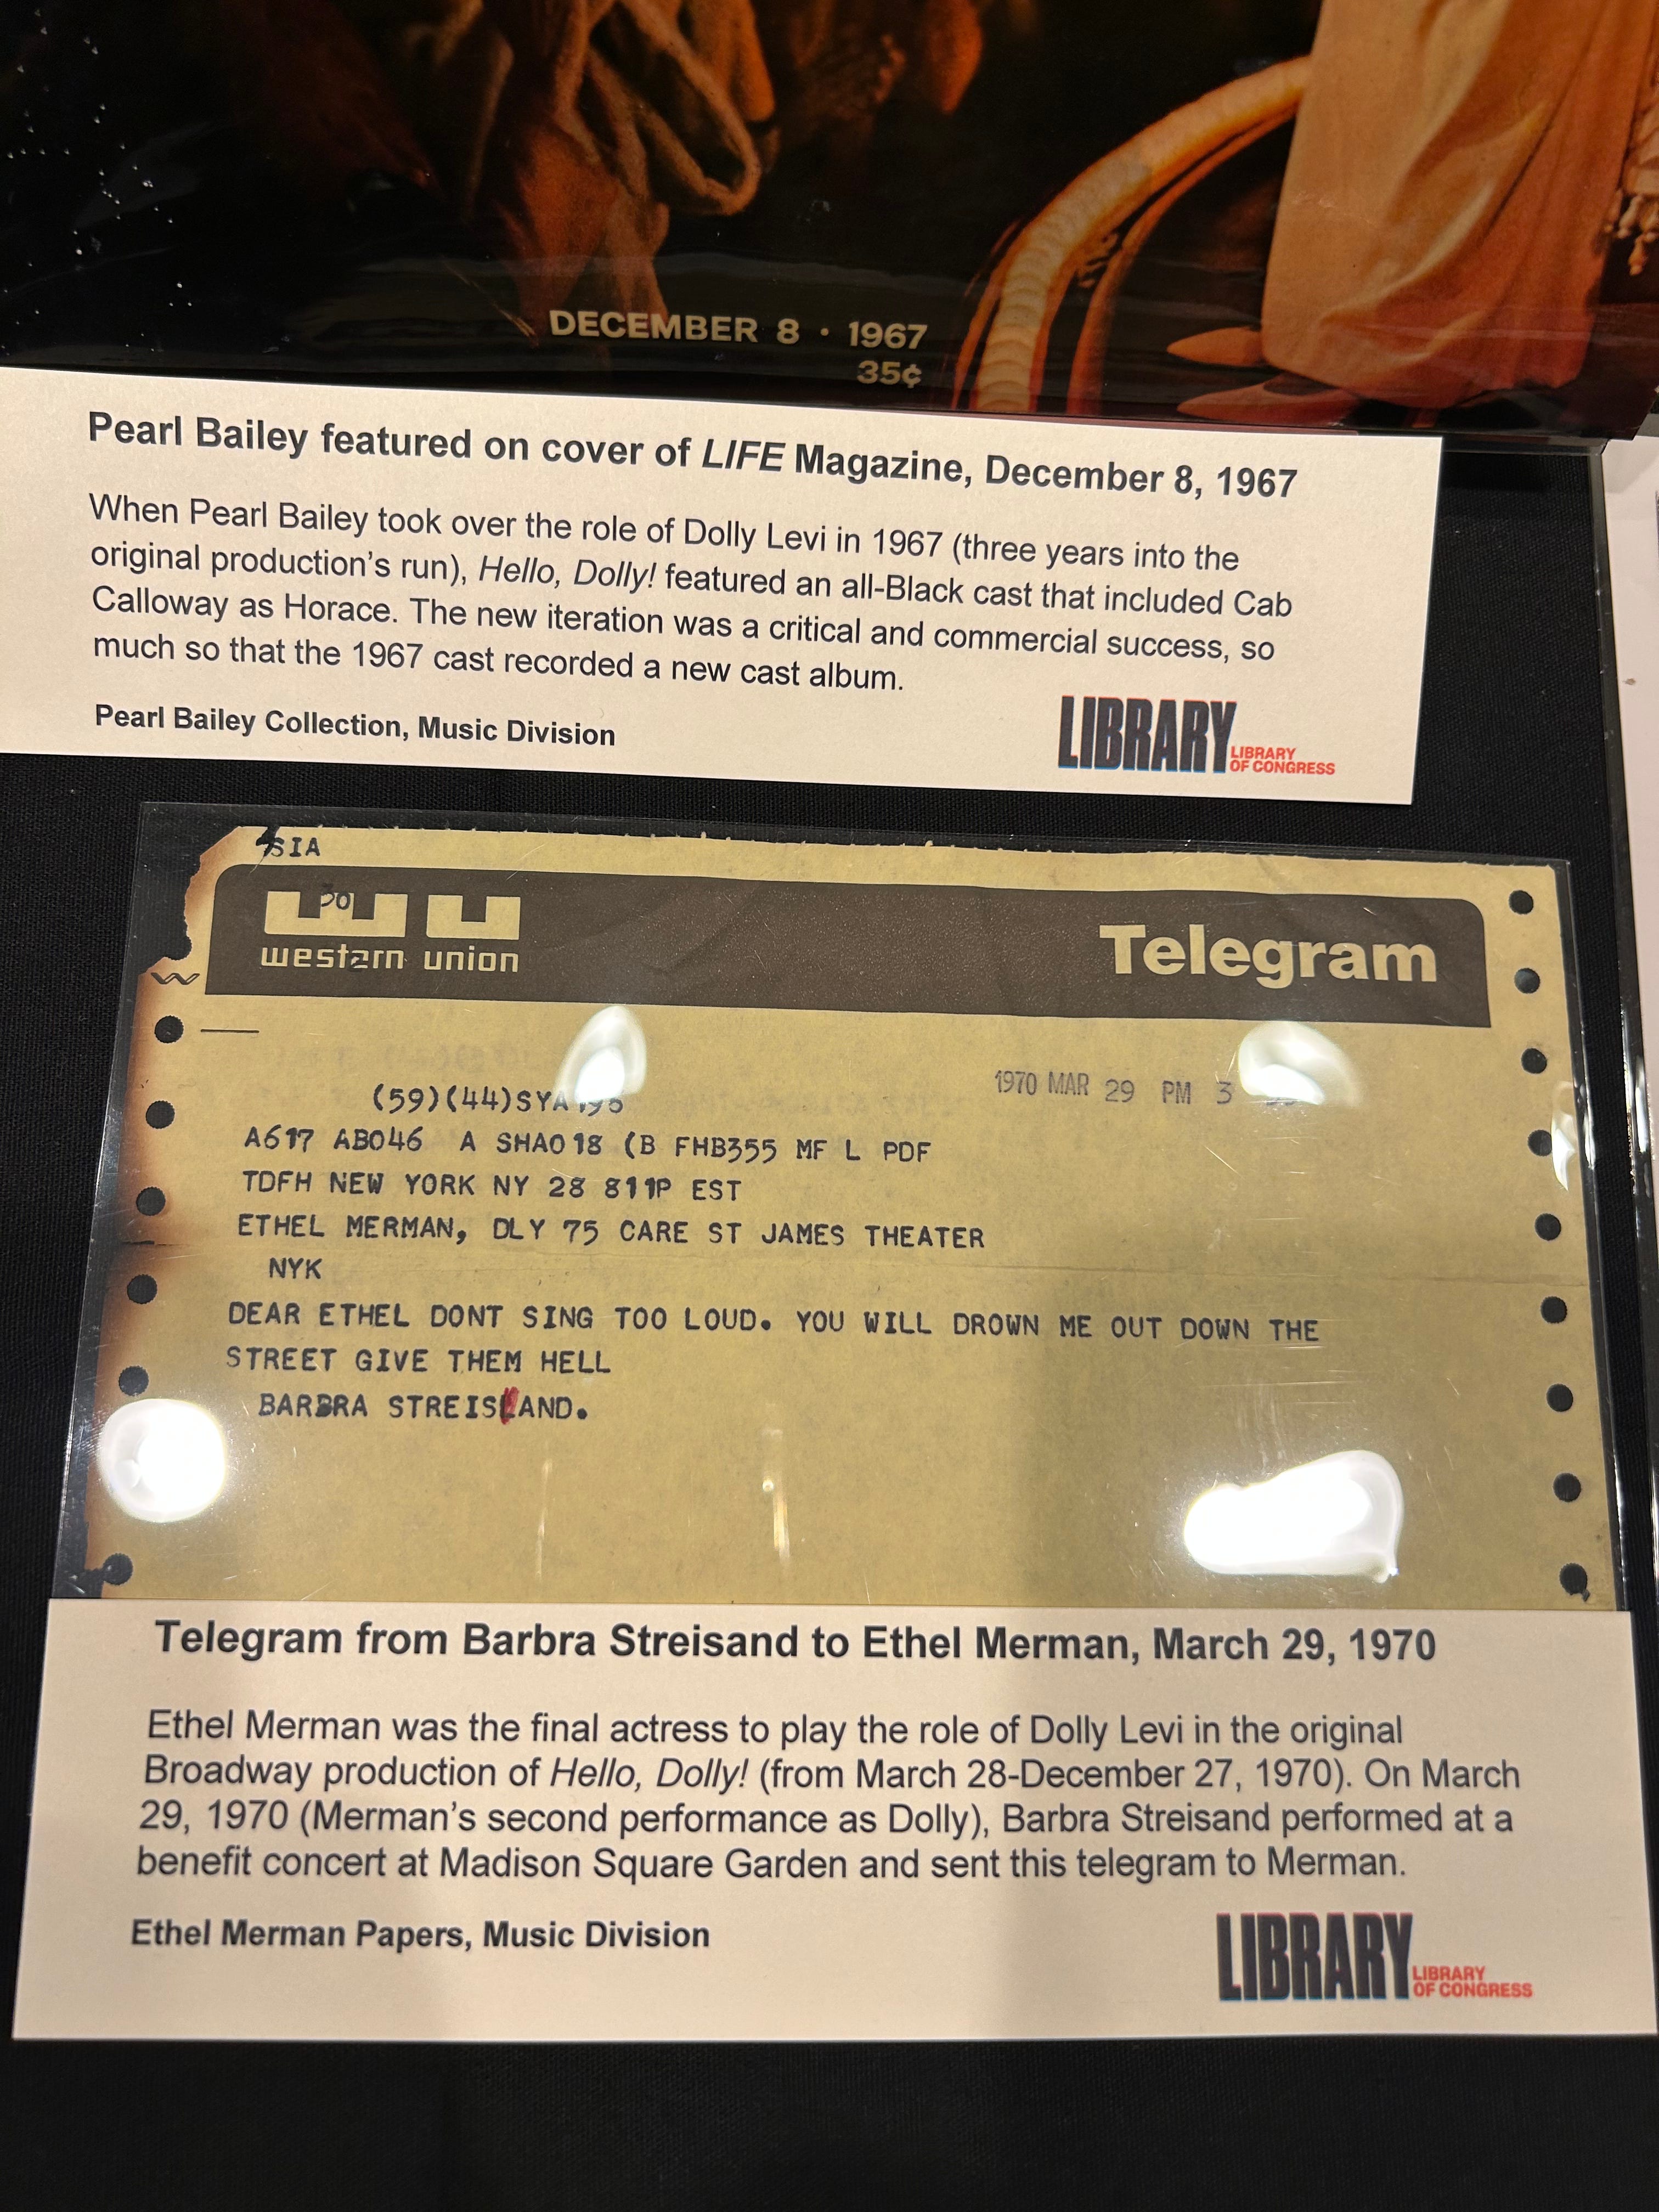 DECEMBER 8 · 1967
35¢
Pearl Bailey featured on cover of LIFE Magazine, December 8, 1967
When Pearl Bailey took over the role of Dolly Levi in 1967 (three years into the
original production's run), Hello, Dolly! featured an all-Black cast that included Cab
Calloway as Horace. The new iteration was a critical and commercial success, so
much so that the 1967 cast recorded a new cast album.
Pearl Bailey Collection, Music Division
LIBRARY
LIBRARY
OF CONGRESS
SIA
30
western union
Telegram
1970 MAR 29 PM 3
(59)(44)SYA
A617 AB046 A SHA018 (B FHB355 MF L PDF
TDFH NEW YORK NY 28 811P EST
ETHEL MERMAN, DLY 75 CARE ST JAMES THEATER
NYK
DEAR ETHEL DONT SING TOO LOUD. YOU WILL DROWN ME OUT DOWN THE
STREET GIVE THEM HELL
BARBRA STREISLAND.
Telegram from Barbra Streisand to Ethel Merman, March 29, 1970
Ethel Merman was the final actress to play the role of Dolly Levi in the original
Broadway production of Hello, Dolly! (from March 28-December 27, 1970). On March
29, 1970 (Merman's second performance as Dolly), Barbra Streisand performed at a
benefit concert at Madison Square Garden and sent this telegram to Merman.
Ethel Merman Papers, Music Division
LIBRARY
LIBRARY
OF CONGRESS